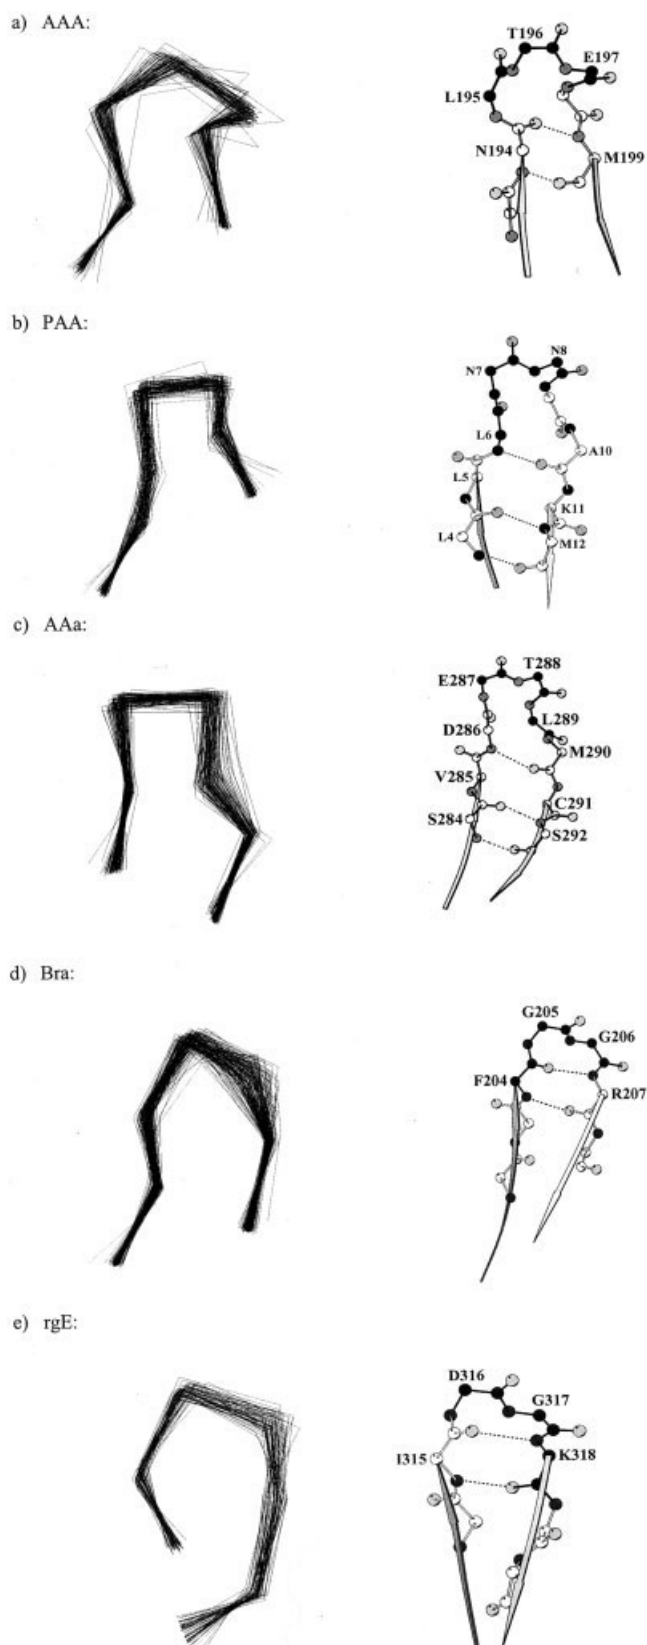 a) AAA:
T196
E197
L195
N194
M199
b) PAA:
N7
N8
L6
A10
L5
K11
L4
M12
c) AAa:
T288
E287
L289
D286
M290
V285
C291
S284
S292
d) Bra:
G205
G206
F204
R207
e) rgE:
D316
G317
I315
K318